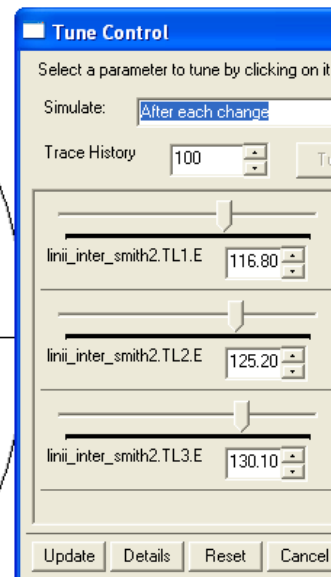 Tune Control
Select a parameter to tune by clicking on it
Simulate: After each change
Trace History 100
linii_inter_smith2.TL1.E 116.80
linii_inter_smith2.TL2.E 125.20
linii_inter_smith2.TL3.E 130.10
Update Details Reset Cancel